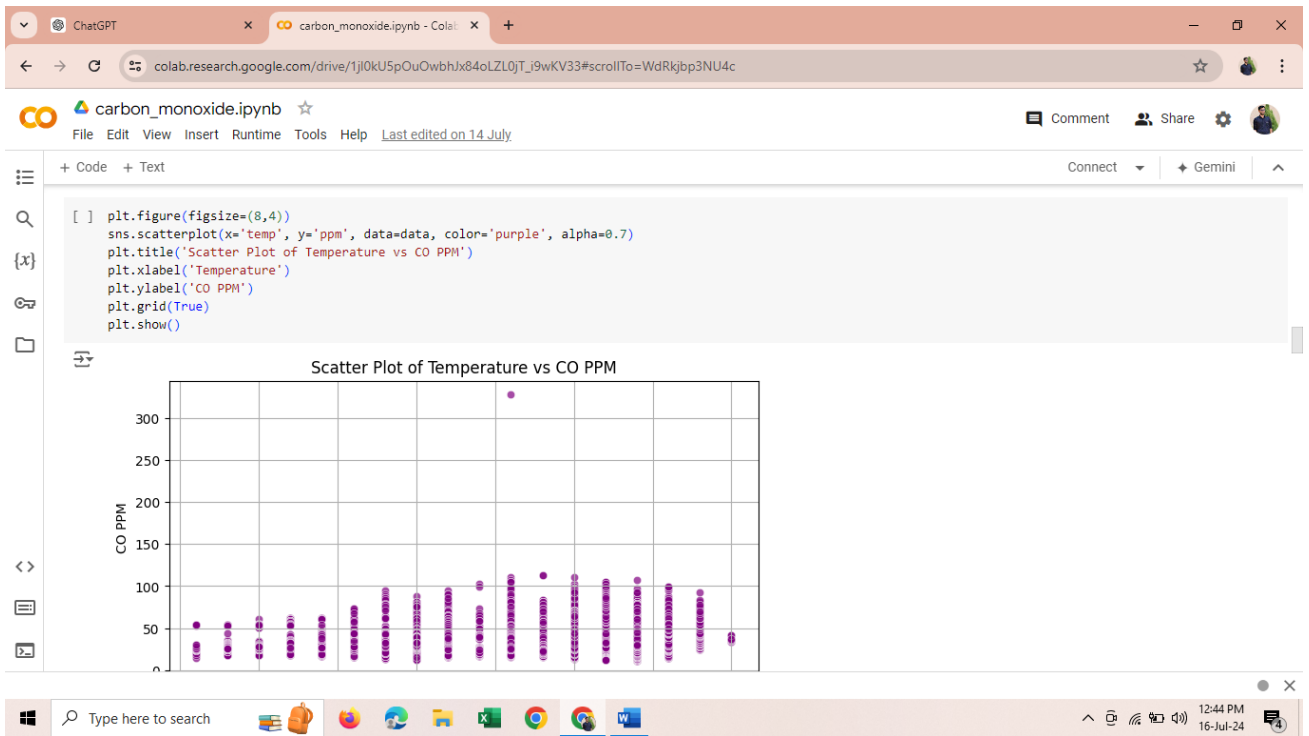 ChatGPT
carbon_monoxide.ipynb - Colab
colab.research.google.com/drive/1jl0kU5pOuOwbhJx84oLZL0jT_i9wKV33#scrollTo=WdRkjbp3NU4c
CO carbon_monoxide.ipynb
File Edit View Insert Runtime Tools Help Last edited on 14 July
Comment Share
+ Code + Text
Connect Gemini
[ ] plt.figure(figsize=(8,4))
sns.scatterplot(x='temp', y='ppm', data=data, color='purple', alpha=0.7)
plt.title('Scatter Plot of Temperature vs CO PPM')
plt.xlabel('Temperature')
plt.ylabel('CO PPM')
plt.grid(True)
plt.show()
{x}
Scatter Plot of Temperature vs CO PPM
300
250
200
150
100
50
0
CO PPM
Type here to search
12:44 PM
16-Jul-24
4